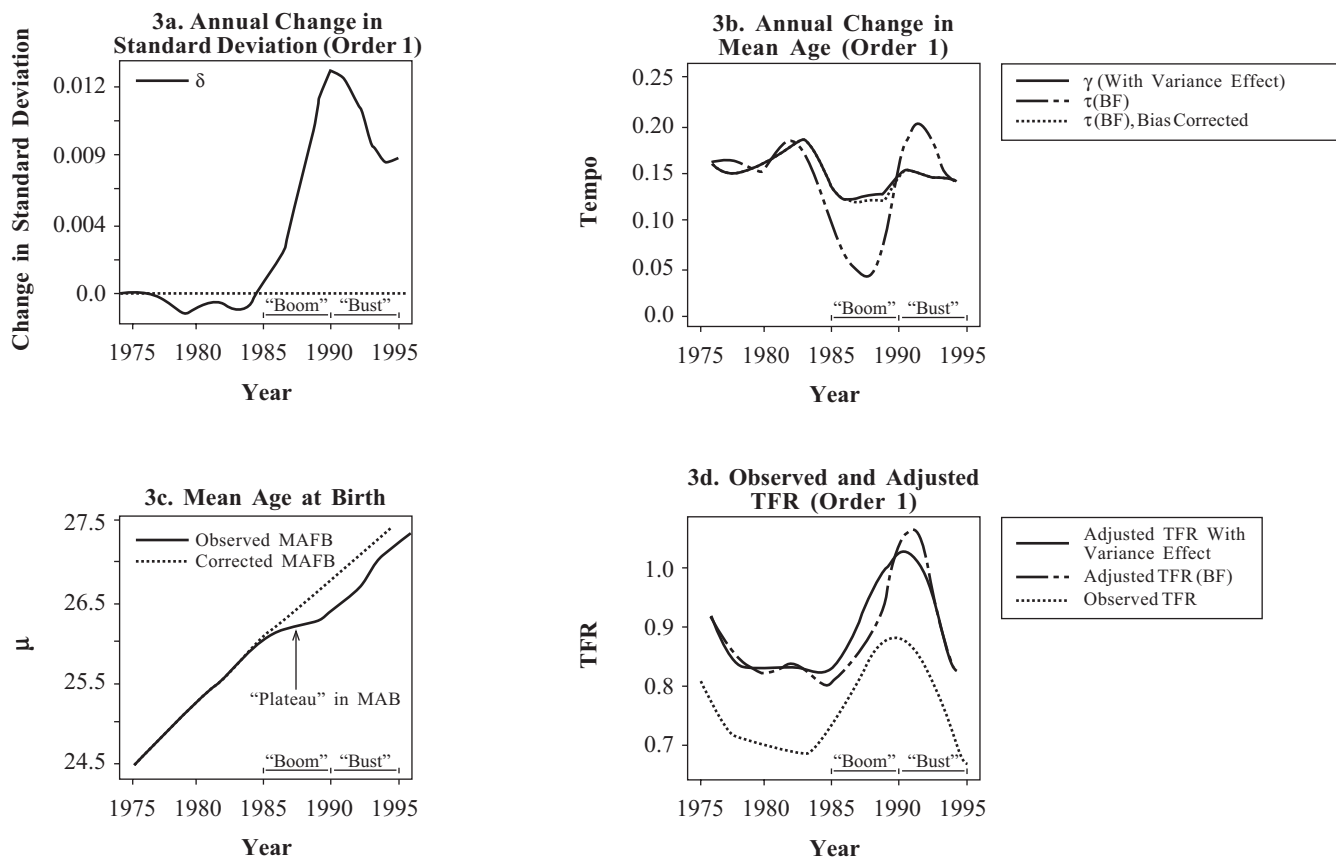 3a. Annual Change in
Standard Deviation (Order 1)
Change in Standard Deviation
0.012
0.009
0.004
0.0
δ
“Boom”
“Bust”
1975 1980 1985 1990 1995
Year
3b. Annual Change in
Mean Age (Order 1)
Tempo
0.25
0.20
0.15
0.10
0.05
0.0
“Boom”
“Bust”
1975 1980 1985 1990 1995
Year
γ (With Variance Effect)
τ(BF)
τ(BF), Bias Corrected
3c. Mean Age at Birth
μ
27.5
26.5
25.5
24.5
Observed MAFB
Corrected MAFB
“Plateau” in MAB
“Boom”
“Bust”
1975 1980 1985 1990 1995
Year
3d. Observed and Adjusted
TFR (Order 1)
TFR
1.0
0.9
0.8
0.7
“Boom”
“Bust”
1975 1980 1985 1990 1995
Year
Adjusted TFR With
Variance Effect
Adjusted TFR (BF)
Observed TFR